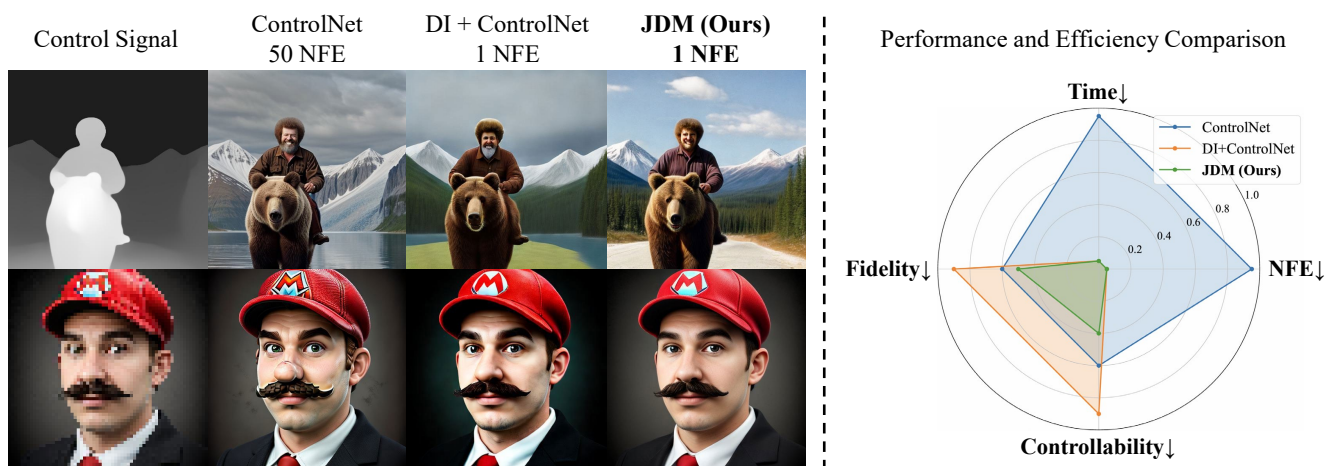 Control Signal
ControlNet
50 NFE
DI + ControlNet
1 NFE
JDM (Ours)
1 NFE
M
M
M
M
Performance and Efficiency Comparison
Time↓
ControlNet
DI+ControlNet
JDM (Ours)
1.0
0.8
0.6
0.4
0.2
Fidelity↓
NFE↓
Controllability↓